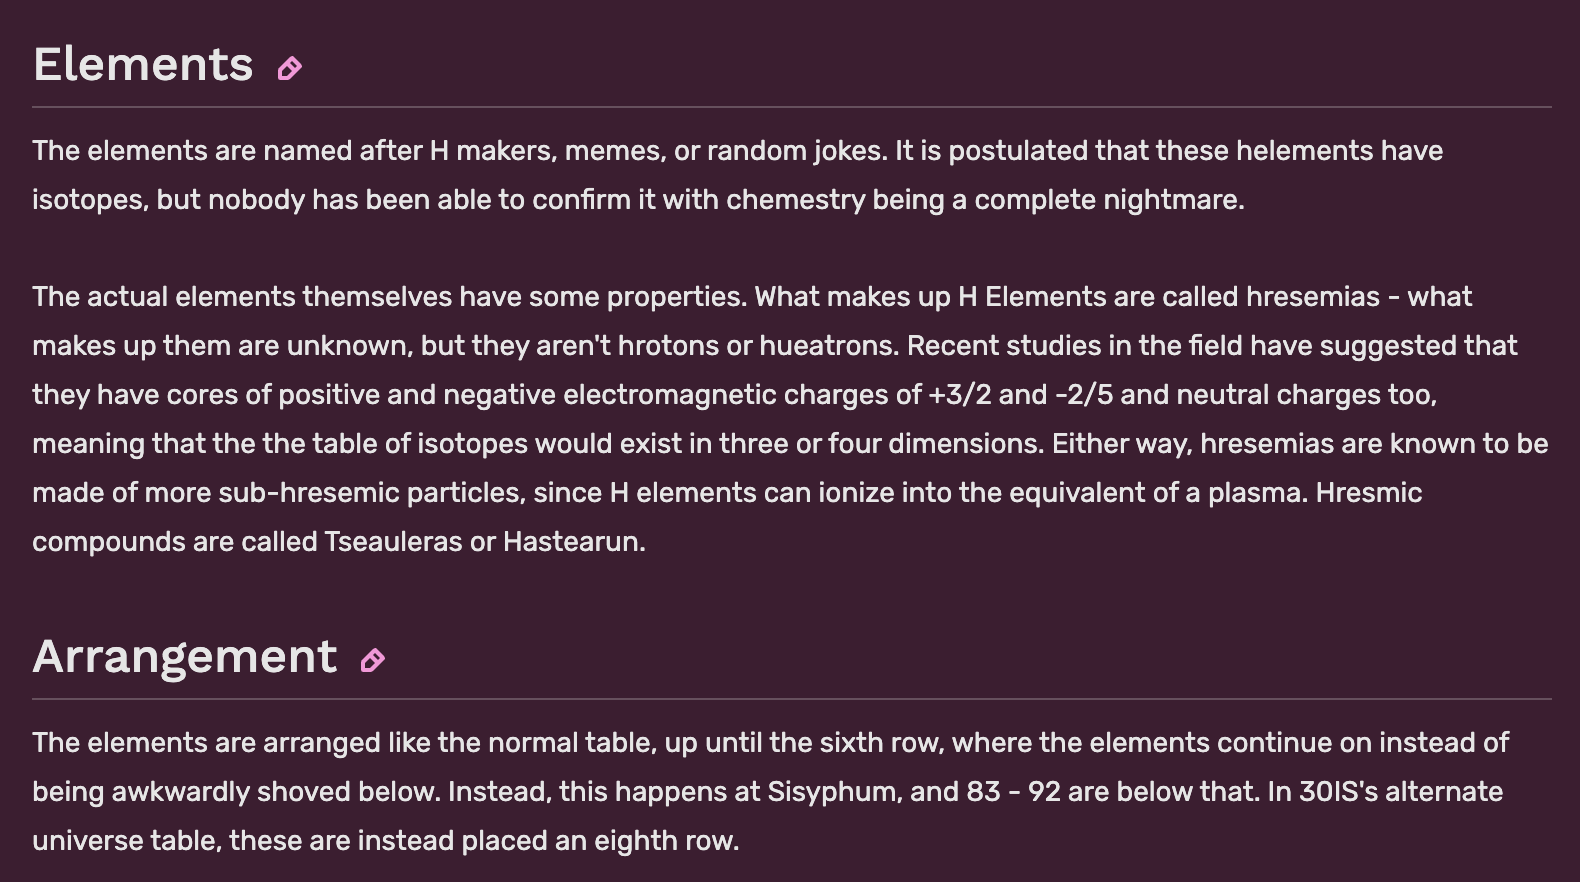 Elements
The elements are named after H makers, memes, or random jokes. It is postulated that these helements have
isotopes, but nobody has been able to confirm it with chemestry being a complete nightmare.
The actual elements themselves have some properties. What makes up H Elements are called hresemias - what
makes up them are unknown, but they aren't hrotons or hueatrons. Recent studies in the field have suggested that
they have cores of positive and negative electromagnetic charges of +3/2 and -2/5 and neutral charges too,
meaning that the the table of isotopes would exist in three or four dimensions. Either way, hresemias are known to be
made of more sub-hresemic particles, since H elements can ionize into the equivalent of a plasma. Hresmic
compounds are called Tseauleras or Hastearun.
Arrangement
The elements are arranged like the normal table, up until the sixth row, where the elements continue on instead of
being awkwardly shoved below. Instead, this happens at Sisyphum, and 83 - 92 are below that. In 30IS's alternate
universe table, these are instead placed an eighth row.